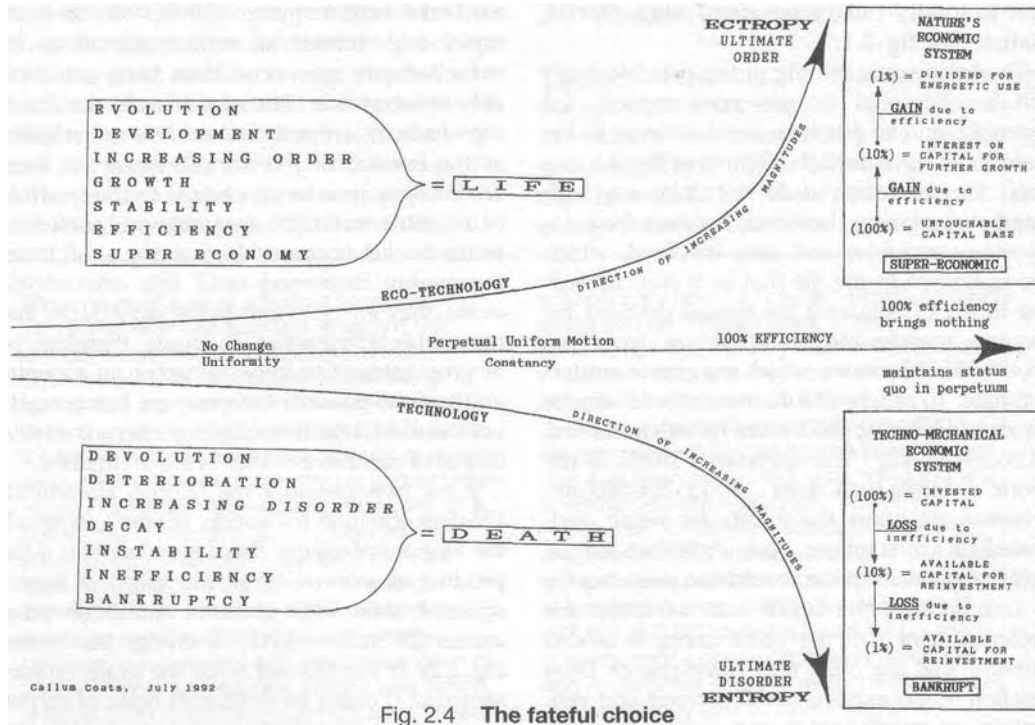 ECTROPY
ULTIMATE
ORDER
NATURE'S
ECONOMIC
SYSTEM
(1%) = DIVIDEND FOR
ENERGETIC USE
GAIN due to
efficiency
(10%) = INTEREST ON
CAPITAL FOR
FURTHER GROWTH
GAIN due to
efficiency
(100%) = UNTOUCHABLE
CAPITAL BASE
SUPER-ECONOMIC
EVOLUTION
DEVELOPMENT
INCREASING ORDER
GROWTH
STABILITY
EFFICIENCY
SUPER-ECONOMY
= LIFE
ECO-TECHNOLOGY
DIRECTION OF INCREASING MAGNITUDES
100% efficiency
brings nothing
No Change
Uniformity
Perpetual Uniform Motion
Constancy
100% EFFICIENCY
maintains status
quo in perpetuum
TECHNOLOGY
DIRECTION OF INCREASING MAGNITUDES
DEVOLUTION
DETERIORATION
INCREASING DISORDER
DECAY
INSTABILITY
INEFFICIENCY
BANKRUPTCY
= DEATH
TECHNO-MECHANICAL
ECONOMIC
SYSTEM
(100%) = INVESTED
CAPITAL
LOSS due to
inefficiency
(10%) = AVAILABLE
CAPITAL FOR
REINVESTMENT
LOSS due to
inefficiency
(1%) = AVAILABLE
CAPITAL FOR
REINVESTMENT
BANKRUPT
ULTIMATE
DISORDER
ENTROPY
Callum Coats, July 1992
Fig. 2.4 The fateful choice